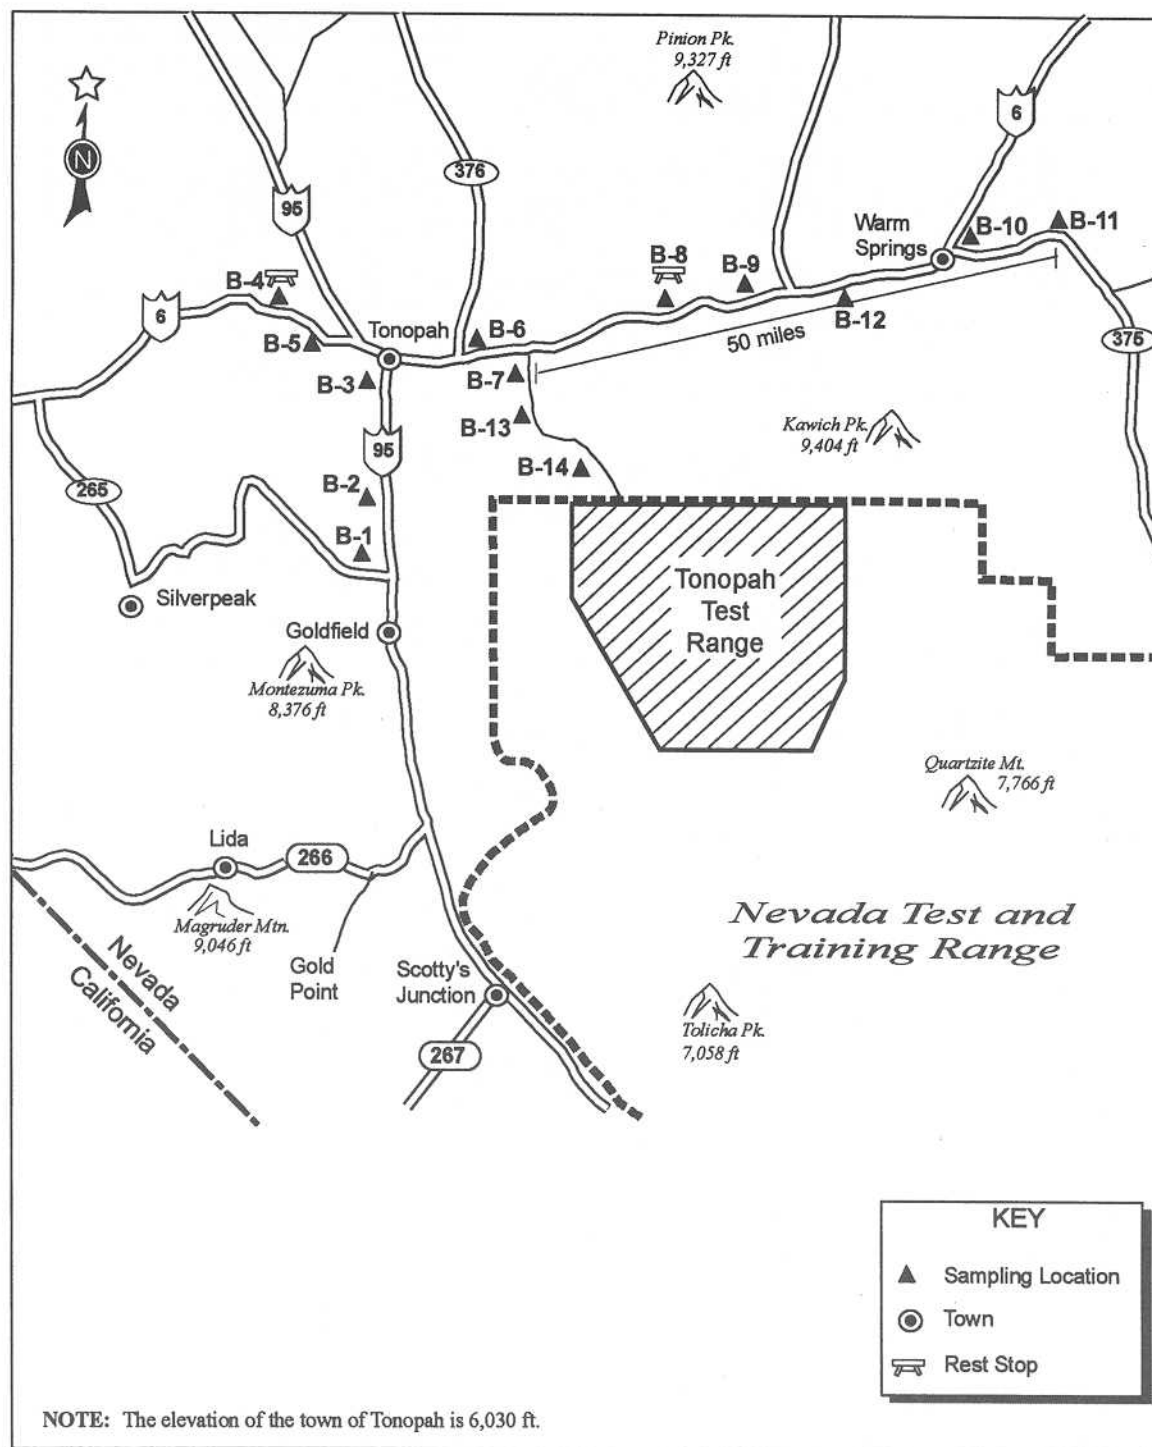 Pinion Pk.
9,327 ft
N
6
376
95
B-10
B-11
Warm
Springs
B-8
B-9
B-4
6
Tonopah
B-6
B-12
B-5
50 miles
375
B-7
B-3
Kawich Pk.
9,404 ft
B-13
95
B-14
265
B-2
B-1
Tonopah
Test
Range
Silverpeak
Goldfield
Montezuma Pk.
8,376 ft
Quartzite Mt.
7,766 ft
Lida
266
Magruder Mtn.
9,046 ft
Nevada Test and
Training Range
Nevada
California
Gold
Point
Scotty's
Junction
Tolicha Pk.
7,058 ft
267
KEY
Sampling Location
Town
Rest Stop
NOTE: The elevation of the town of Tonopah is 6,030 ft.